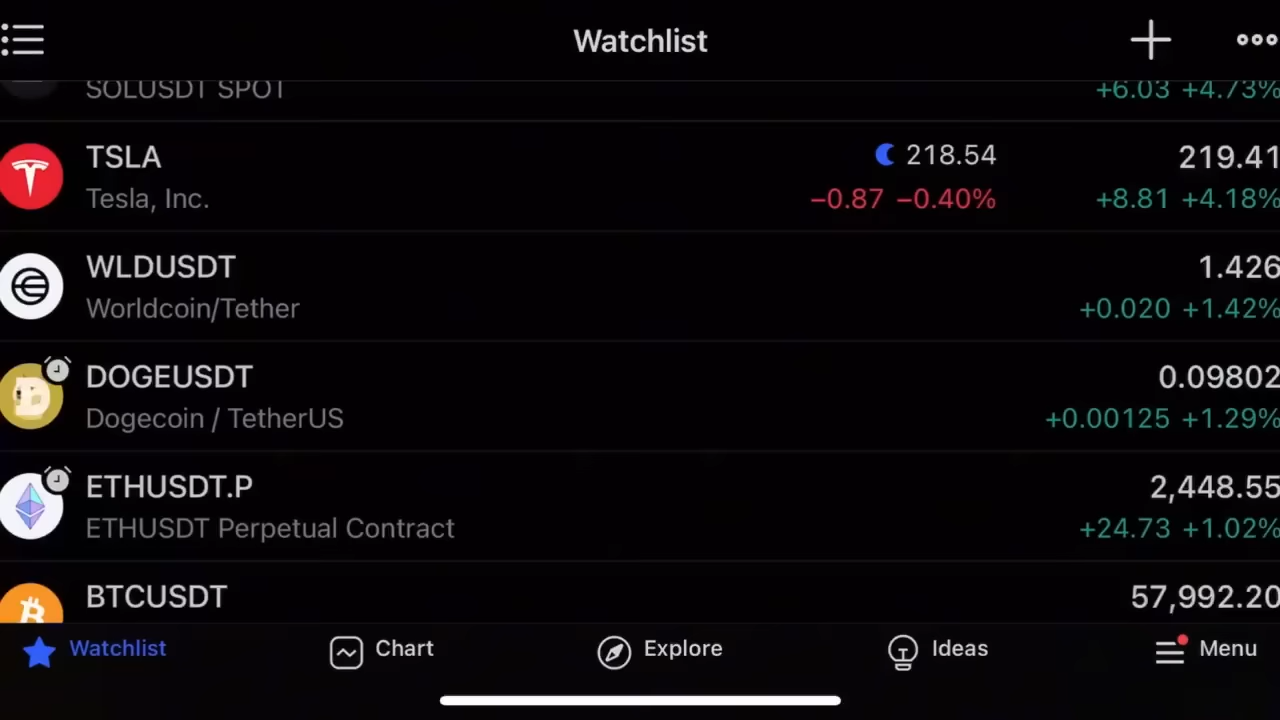 Watchlist
SOLUSDT SPOT
+6.03 +4.73%
TSLA
218.54
219.41
Tesla, Inc.
−0.87 −0.40%
+8.81 +4.18%
WLDUSDT
1.426
Worldcoin/Tether
+0.020 +1.42%
DOGEUSDT
0.09802
Dogecoin / TetherUS
+0.00125 +1.29%
ETHUSDT.P
2,448.55
ETHUSDT Perpetual Contract
+24.73 +1.02%
BTCUSDT
57,992.20
Watchlist
Chart
Explore
Ideas
Menu